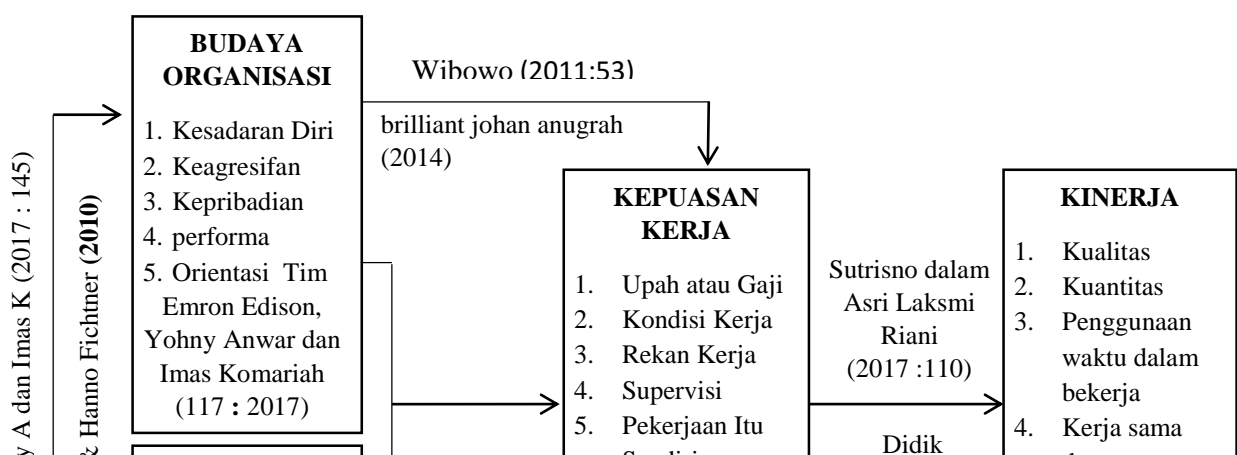 BUDAYA
ORGANISASI
1. Kesadaran Diri
2. Keagresifan
3. Kepribadian
4. performa
5. Orientasi Tim
Emron Edison,
Yohny Anwar dan
Imas Komariah
(117 : 2017)
Wibowo (2011:53)
brilliant johan anugrah
(2014)
y A dan Imas K (2017 : 145)
& Hanno Fichtner (2010)
KEPUASAN
KERJA
1. Upah atau Gaji
2. Kondisi Kerja
3. Rekan Kerja
4. Supervisi
5. Pekerjaan Itu
Sutrisno dalam
Asri Laksmi
Riani
(2017 :110)
Didik
KINERJA
1. Kualitas
2. Kuantitas
3. Penggunaan
waktu dalam
bekerja
4. Kerja sama